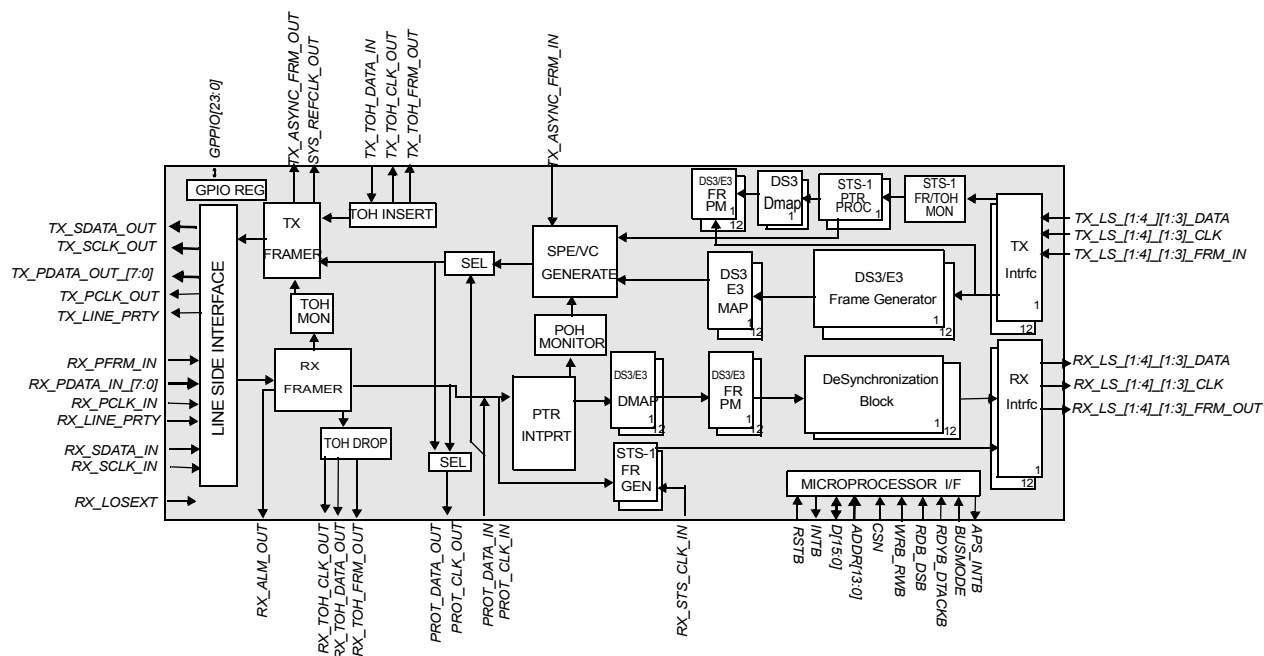 GPPIO[23:0]
TX_ASYNC_FRM_OUT
SYS_REFCLK_OUT
TX_TOH_DATA_IN
TX_TOH_CLK_OUT
TX_TOH_FRM_OUT
TX_ASYNC_FRM_IN
GPIO REG
TX
FRAMER
TOH INSERT
TOH
MON
RX
FRAMER
TOH DROP
LINE SIDE INTERFACE
TX_SDATA_OUT
TX_SCLK_OUT
TX_PDATA_OUT_[7:0]
TX_PCLK_OUT
TX_LINE_PRTY
RX_PFRM_IN
RX_PDATA_IN_[7:0]
RX_PCLK_IN
RX_LINE_PRTY
RX_SDATA_IN
RX_SCLK_IN
RX_LOSEXT
SEL
SEL
SPE/VC
GENERATE
POH
MONITOR
PTR
INTPRT
DS3/E3
FR
PM
1
12
DS3
Dmap
1
STS-1
PTR
PROC
1
STS-1
FR/TOH
MON
TX
Intrfc
1
12
DS3
E3
MAP
1
DS3/E3
Frame Generator
1
12
DS3/E3
DMAP
1
12
DS3/E3
FR
PM
1
12
DeSynchronization
Block
1
12
RX
Intrfc
1
12
STS-1
FR
GEN
MICROPROCESSOR I/F
TX_LS_[1:4_][1:3]_DATA
TX_LS_[1:4]_[1:3]_CLK
TX_LS_[1:4]_[1:3]_FRM_IN
RX_LS_[1:4]_[1:3]_DATA
RX_LS_[1:4]_[1:3]_CLK
RX_LS_[1:4]_[1:3]_FRM_OUT
RX_ALM_OUT
RX_TOH_CLK_OUT
RX_TOH_DATA_OUT
RX_TOH_FRM_OUT
PROT_DATA_OUT
PROT_CLK_OUT
PROT_DATA_IN
PROT_CLK_IN
RX_STS_CLK_IN
RSTB
INTB
D[15:0]
ADDR[13:0]
CSN
WRB_RWB
RDB_DSB
RDYB_DTACKB
BUSMODE
APS_INTB